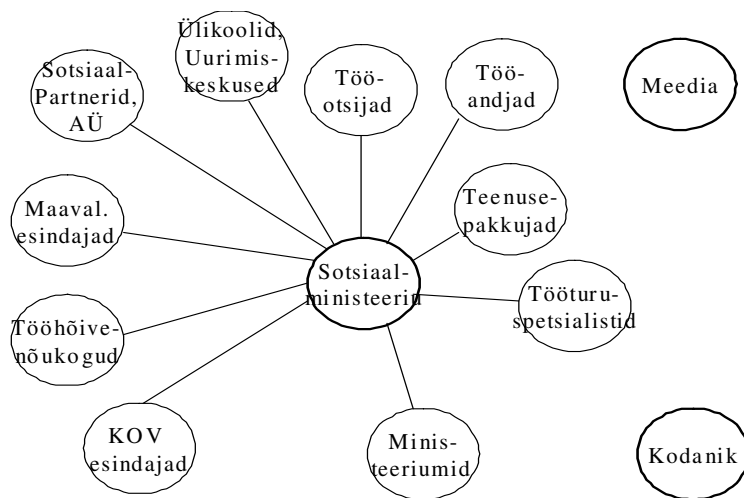 Ülikoolid,
Uurimis-
keskused
Sotsiaal-
Partnerid,
AÜ
Töö-
otsijad
Töö-
andjad
Meedia
Maaval.
esindajad
Teenuse-
pakkujad
Sotsiaal-
ministeeriu
Tööturu-
spetsialistid
Tööhõive-
nõukogud
KOV
esindajad
Minis-
teeriumid
Kodanik